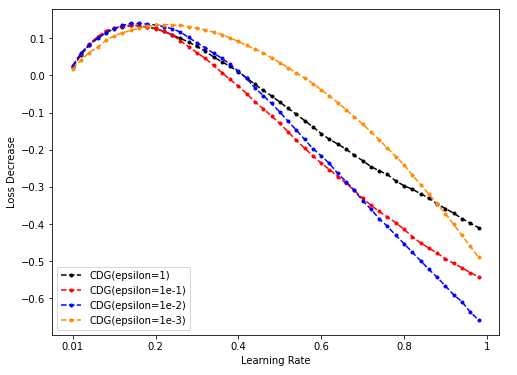 0.1
0.0
−0.1
−0.2
−0.3
−0.4
−0.5
−0.6
Loss Decrease
CDG(epsilon=1)
CDG(epsilon=1e-1)
CDG(epsilon=1e-2)
CDG(epsilon=1e-3)
0.01
0.2
0.4
0.6
0.8
1
Learning Rate